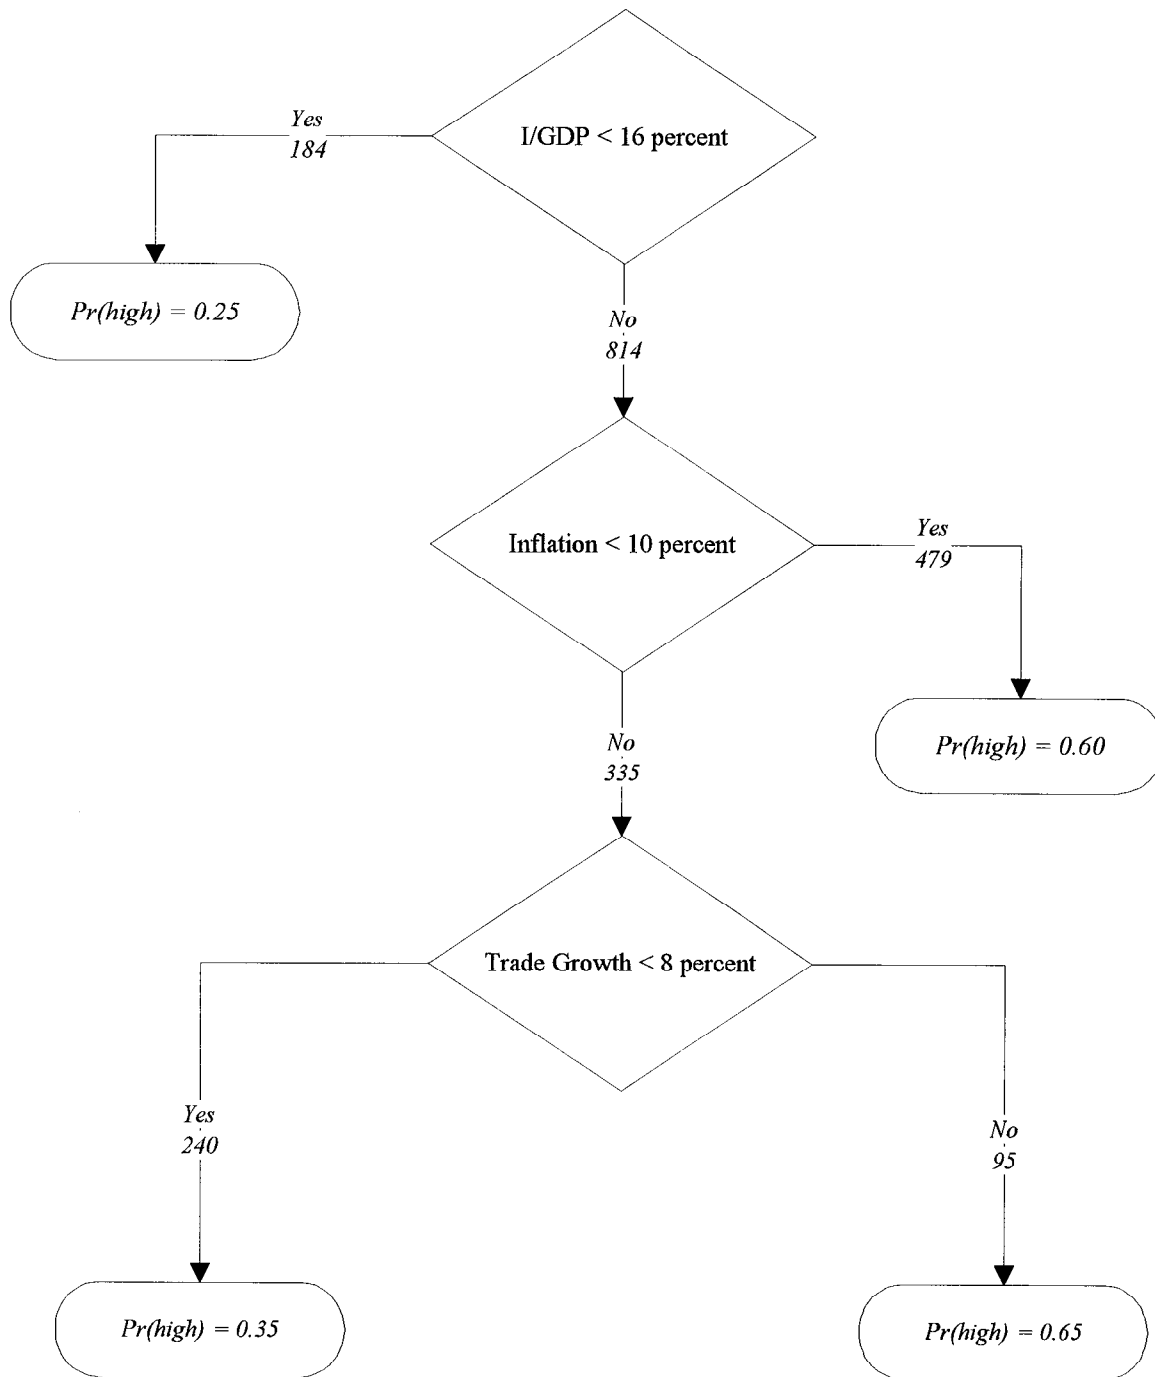 I/GDP < 16 percent
Yes
184
Pr(high) = 0.25
No
814
Inflation < 10 percent
Yes
479
Pr(high) = 0.60
No
335
Trade Growth < 8 percent
Yes
240
No
95
Pr(high) = 0.35
Pr(high) = 0.65